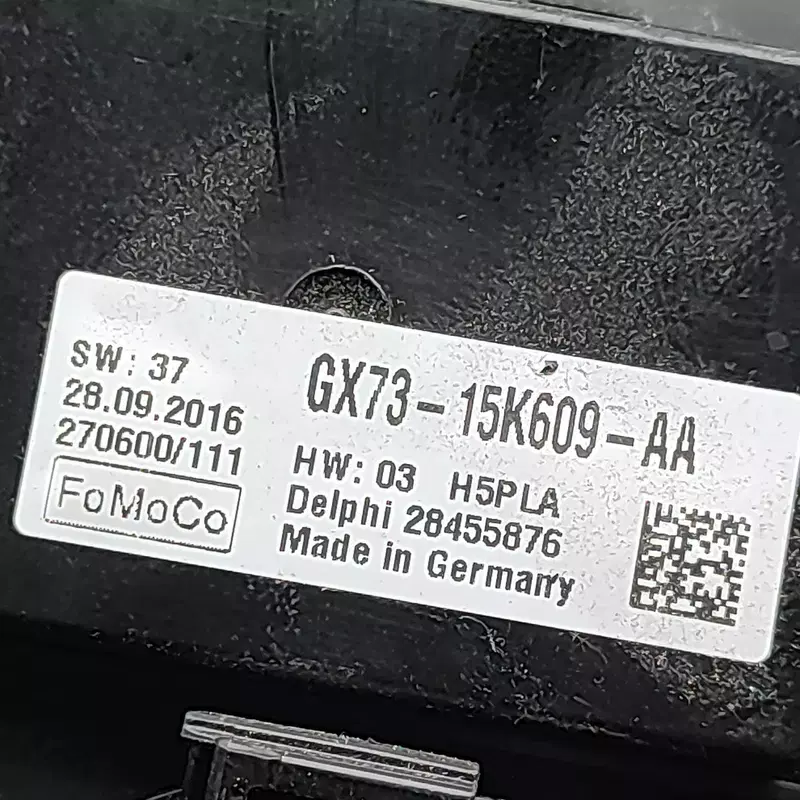 SW: 37
28.09.2016
270600/111
FoMoCo
GX73-15K609-AA
HW: 03 H5PLA
Delphi 28455876
Made in Germany